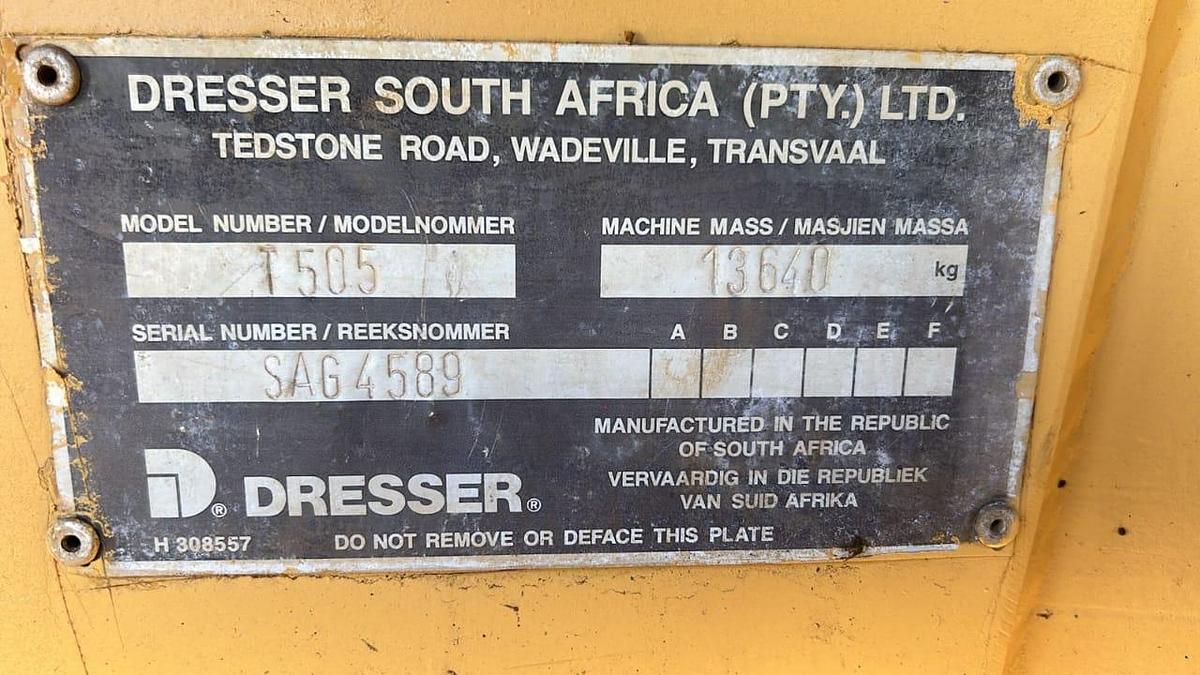 DRESSER SOUTH AFRICA (PTY.) LTD.
TEDSTONE ROAD, WADEVILLE, TRANSVAAL
MODEL NUMBER / MODELNOMMER
T505
MACHINE MASS / MASJIEN MASSA
13640 kg
SERIAL NUMBER / REEKSNOMMER A B C D E F
SAG4589
MANUFACTURED IN THE REPUBLIC
OF SOUTH AFRICA
VERVAARDIG IN DIE REPUBLIEK
VAN SUID AFRIKA
D® DRESSER®
H 308557 DO NOT REMOVE OR DEFACE THIS PLATE